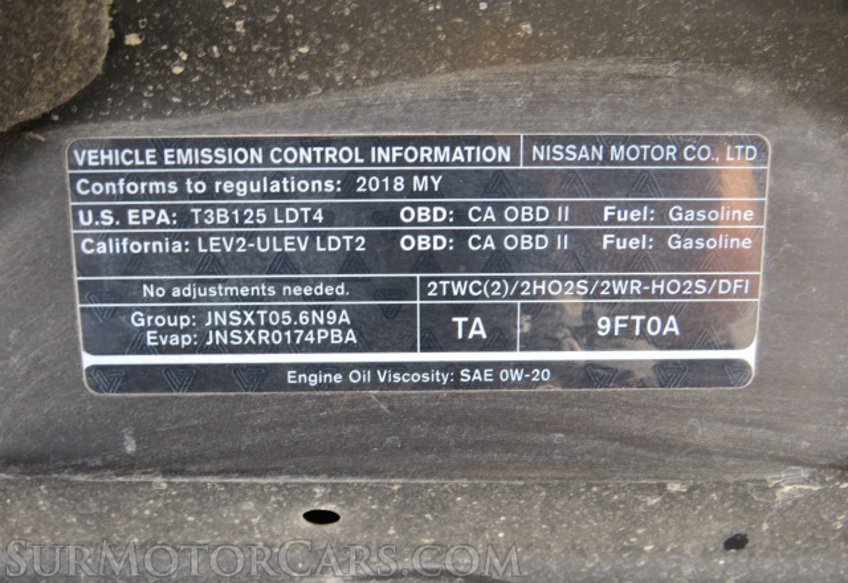 VEHICLE EMISSION CONTROL INFORMATION NISSAN MOTOR CO., LTD
Conforms to regulations: 2018 MY
U.S. EPA: T3B125 LDT4 OBD: CA OBD II Fuel: Gasoline
California: LEV2-ULEV LDT2 OBD: CA OBD II Fuel: Gasoline
No adjustments needed. 2TWC(2)/2HO2S/2WR-HO2S/DFI
Group: JNSXT05.6N9A
Evap: JNSXR0174PBA
TA 9FT0A
Engine Oil Viscosity: SAE 0W-20
SurMotorCars.com